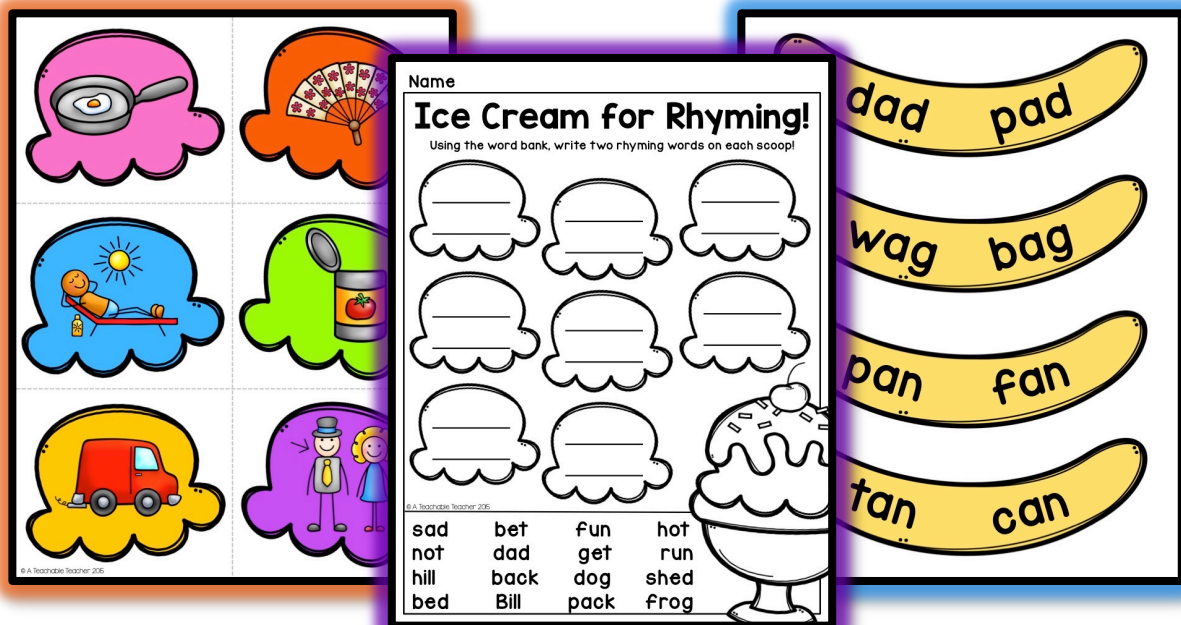 © A Teachable Teacher 2015
Name
Ice Cream for Rhyming!
Using the word bank, write two rhyming words on each scoop!
© A Teachable Teacher 2015
sad bet fun hot
not dad get run
hill back dog shed
bed Bill pack frog
dad pad
wag bag
pan fan
tan can